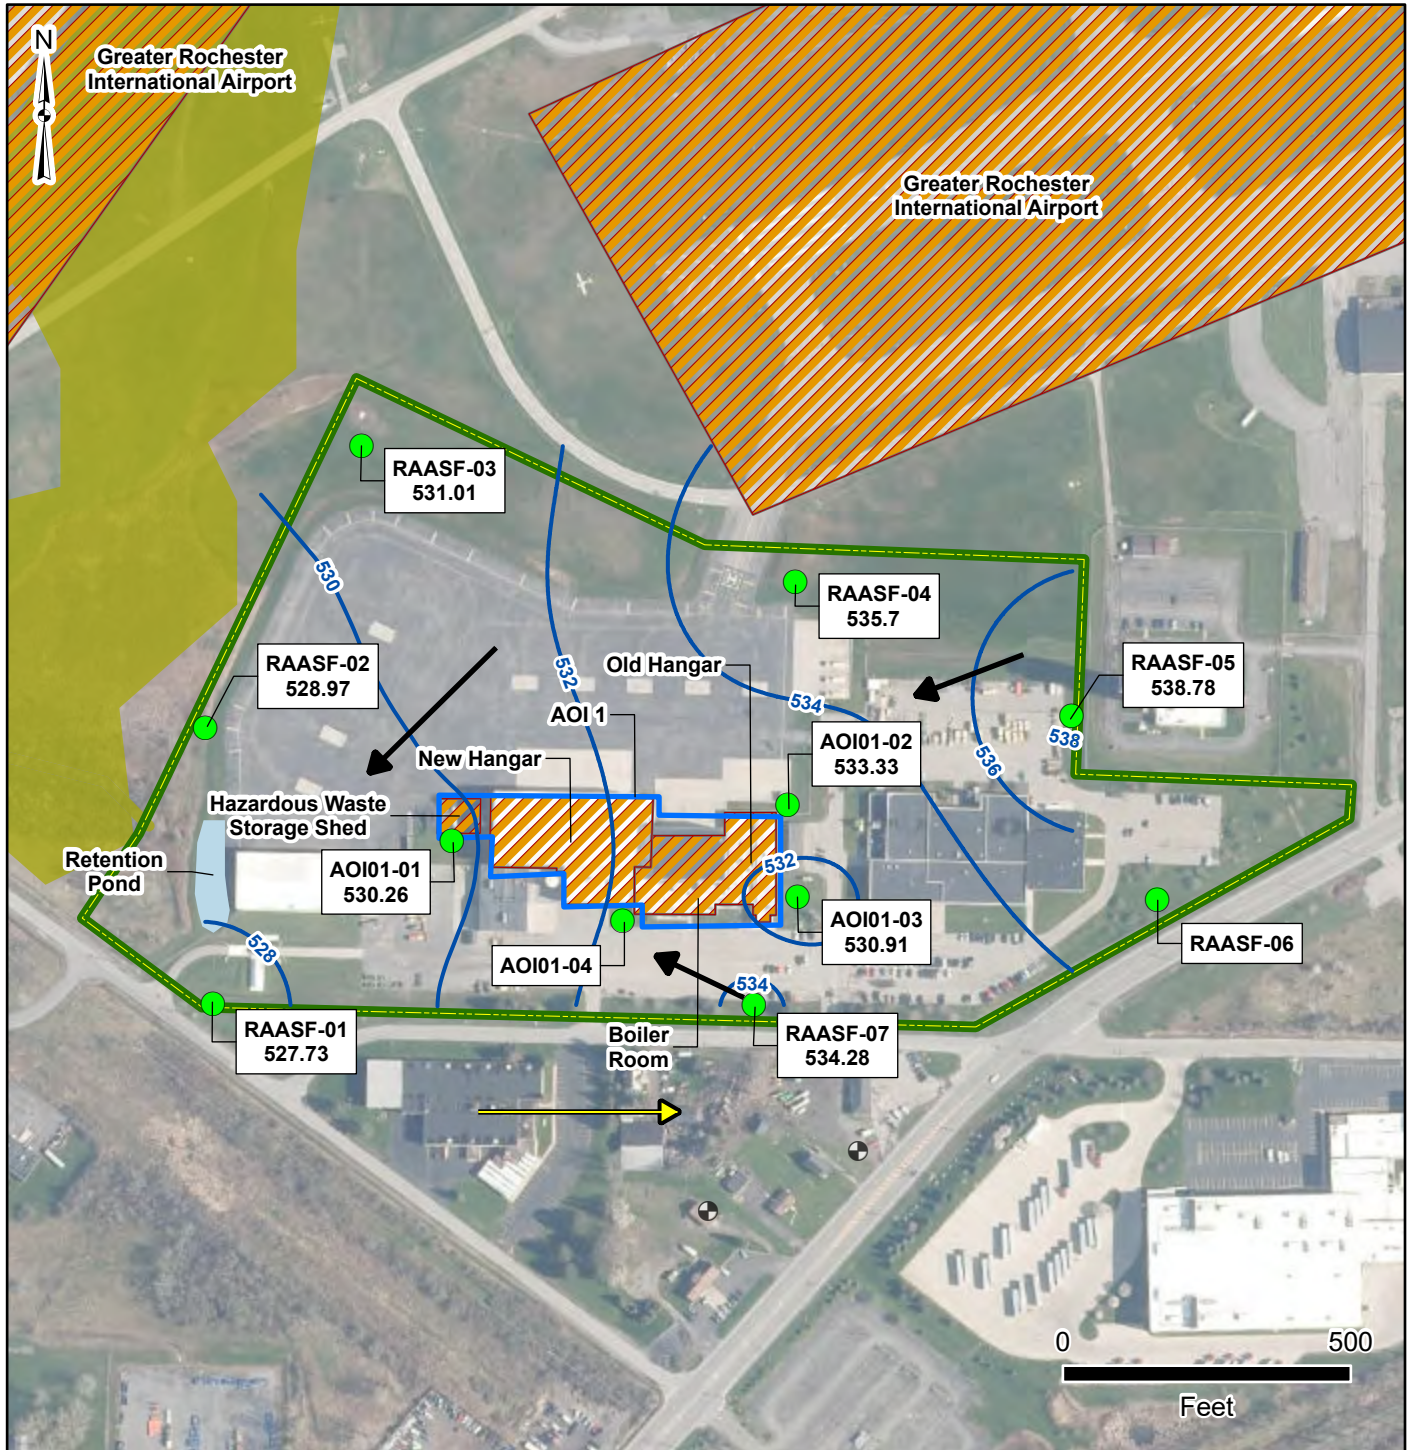 N
Greater Rochester
International Airport
Greater Rochester
International Airport
RAASF-03
531.01
530
RAASF-04
535.7
RAASF-02
528.97
532
Old Hangar
RAASF-05
538.78
534
AOI 1
538
536
AOI01-02
533.33
New Hangar
Hazardous Waste
Storage Shed
Retention
Pond
AOI01-01
530.26
532
AOI01-03
530.91
528
AOI01-04
RAASF-06
534
RAASF-01
527.73
Boiler
Room
RAASF-07
534.28
0
500
Feet